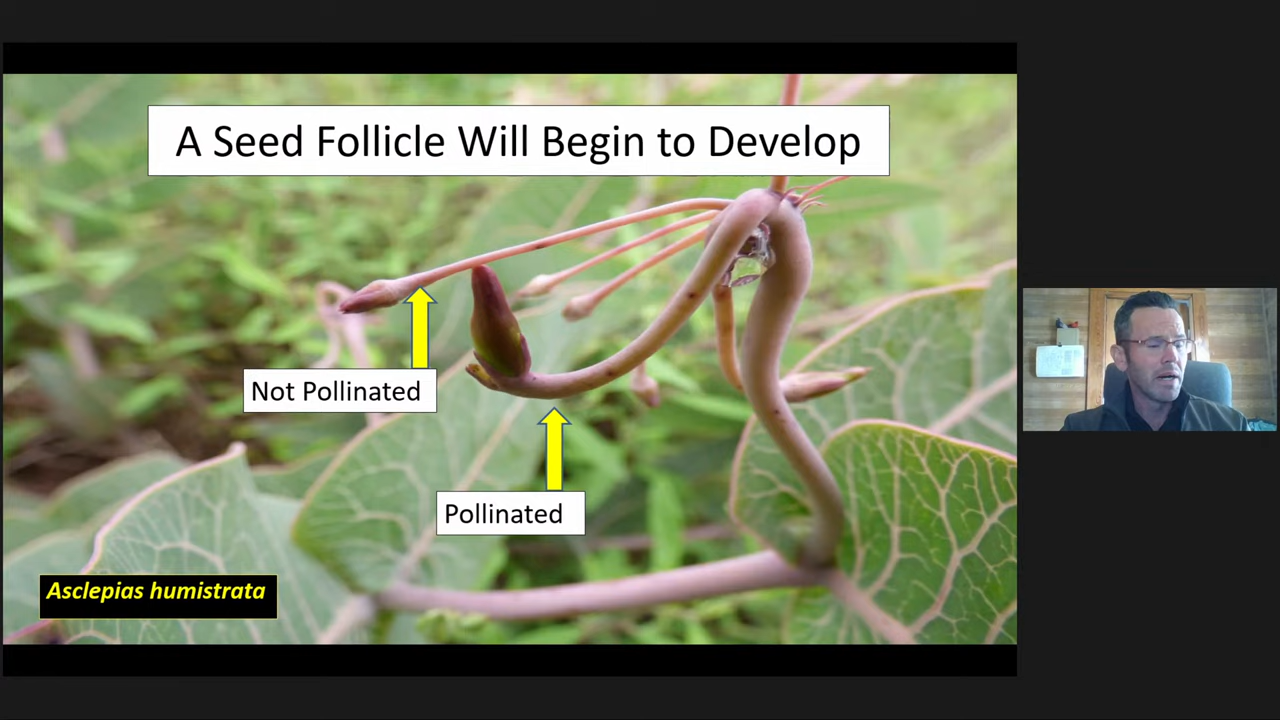 A Seed Follicle Will Begin to Develop
Not Pollinated
Pollinated
Asclepias humistrata